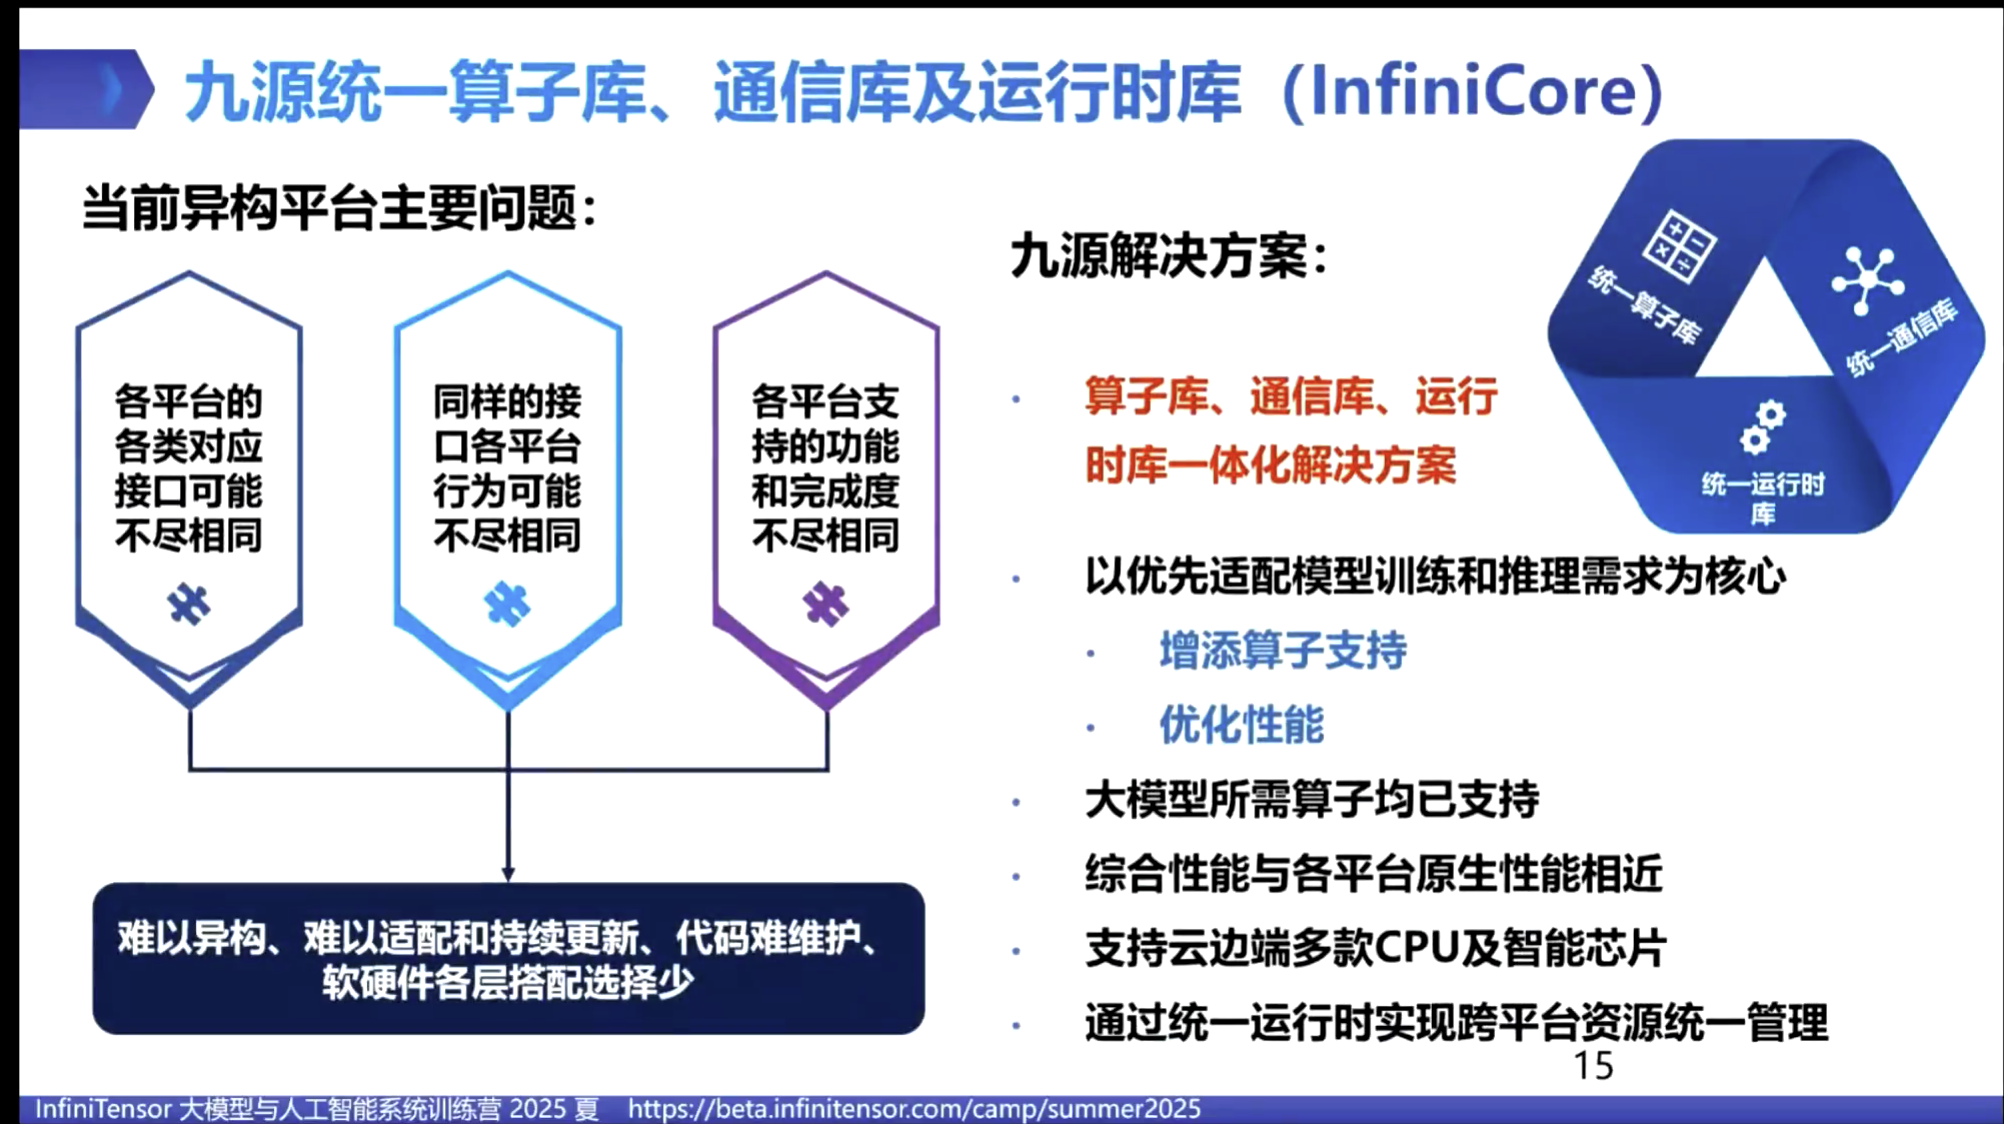 九源统一算子库、通信库及运行时库（InfiniCore）
当前异构平台主要问题：
各平台的
各类对应
接口可能
不尽相同
同样的接
口各平台
行为可能
不尽相同
各平台支
持的功能
和完成度
不尽相同
难以异构、难以适配和持续更新、代码难维护、
软硬件各层搭配选择少
九源解决方案：
统一算子库
统一通信库
统一运行时
库
· 算子库、通信库、运行
时库一体化解决方案
· 以优先适配模型训练和推理需求为核心
· 增添算子支持
· 优化性能
· 大模型所需算子均已支持
· 综合性能与各平台原生性能相近
· 支持云边端多款CPU及智能芯片
· 通过统一运行时实现跨平台资源统一管理
15
InfiniTensor 大模型与人工智能系统训练营 2025 夏 https://beta.infinitensor.com/camp/summer2025